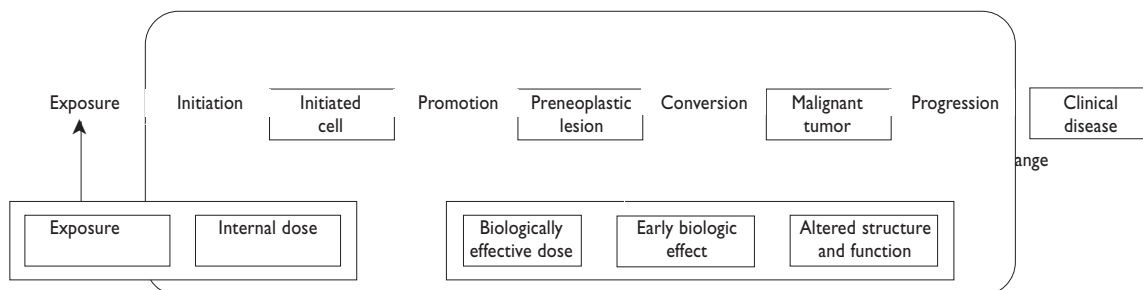 Exposure Initiation Initiated cell Promotion Preneoplastic lesion Conversion Malignant tumor Progression Clinical disease
ange
Exposure Internal dose Biologically effective dose Early biologic effect Altered structure and function